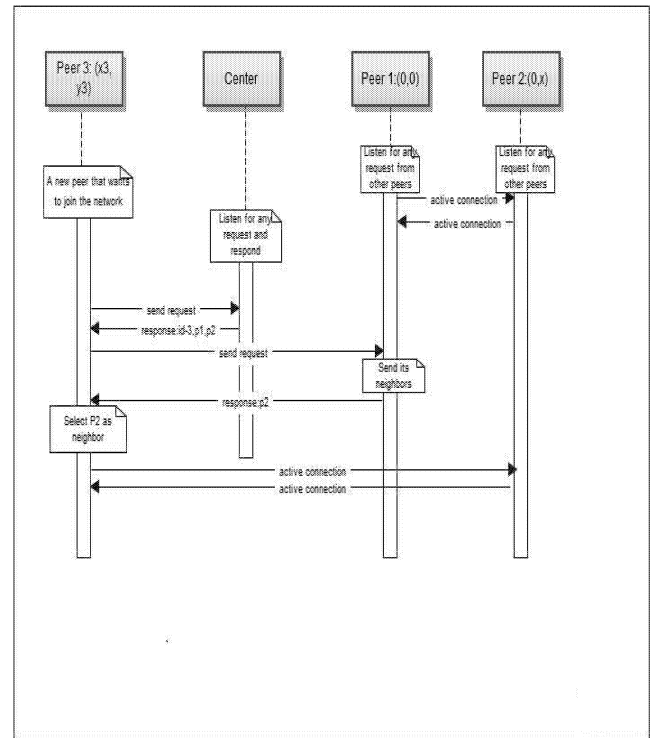 Peer 3: (x3,
y3)
Center
Peer 1:(0,0)
Peer 2:(0,x)
Listen for any
request from
other peers
Listen for any
request from
other peers
A new peer that wants
to join the network
active connection
active connection
Listen for any
request and
respond
send request
response:id-3,p1,p2
send request
Send its
neighbors
response:p2
Select P2 as
neighbor
active connection
active connection